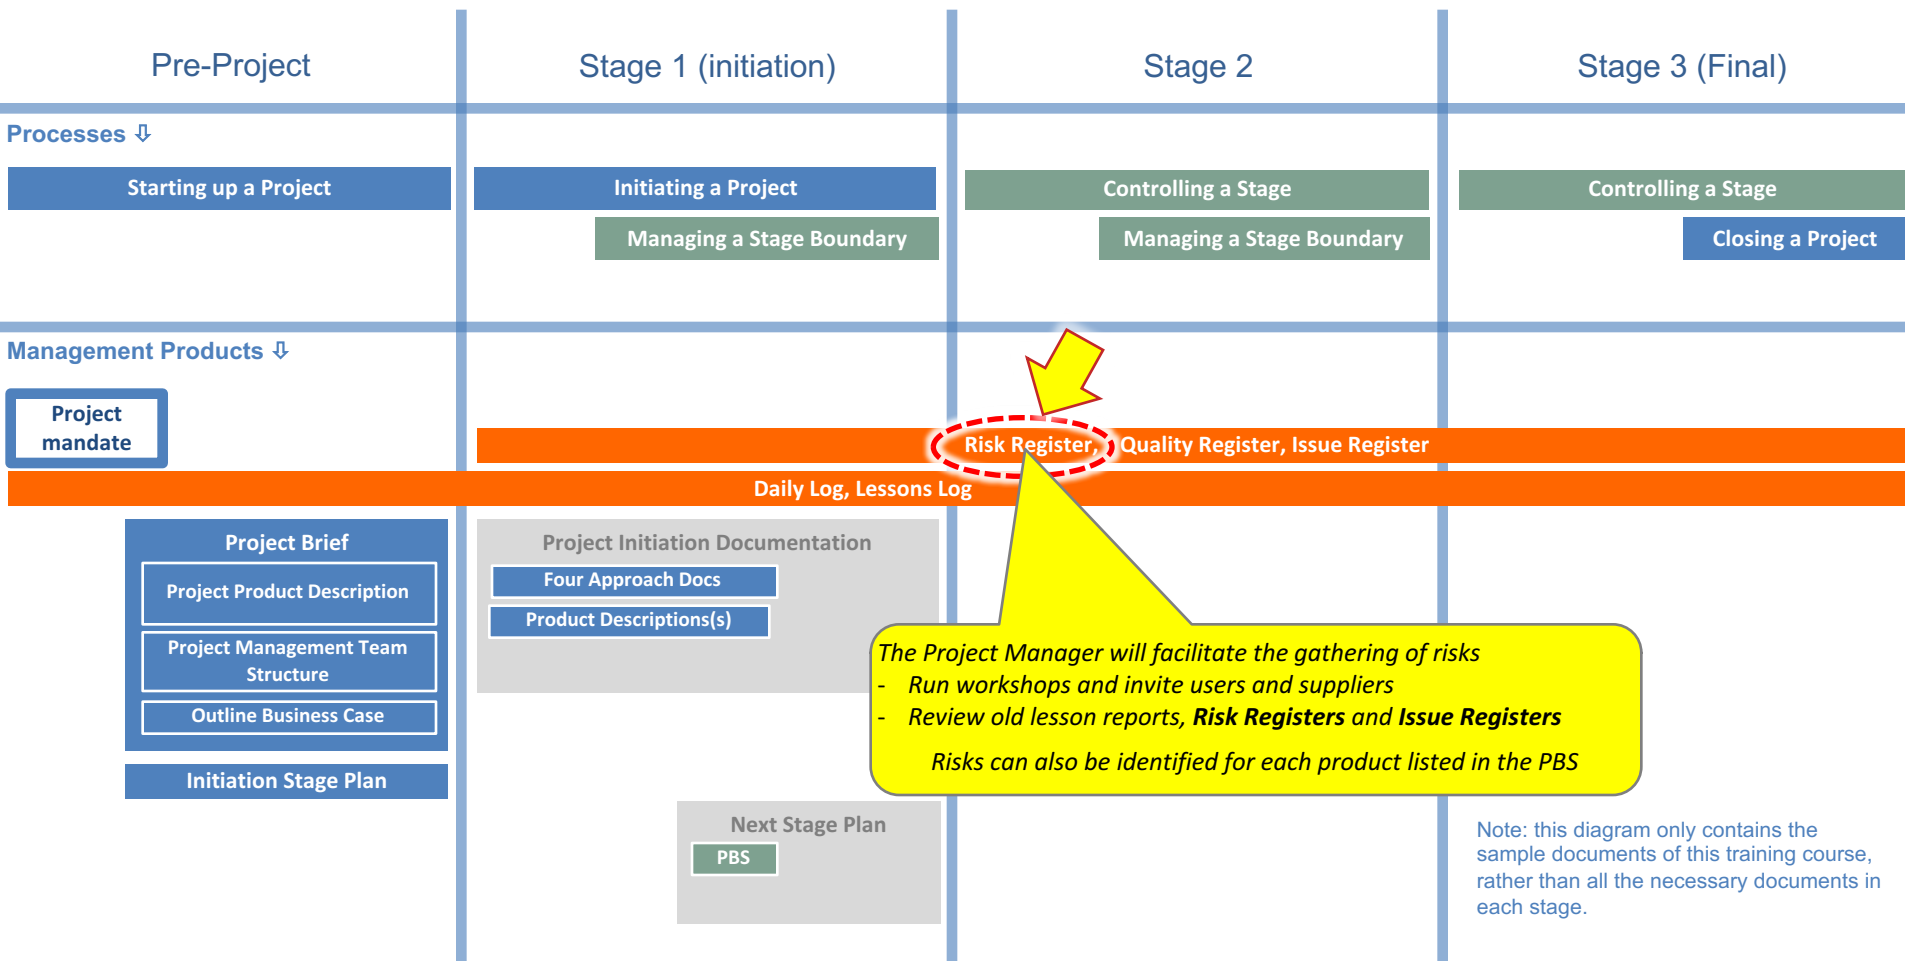 Pre-Project
Stage 1 (initiation)
Stage 2
Stage 3 (Final)
Processes ⇩
Starting up a Project
Initiating a Project
Controlling a Stage
Controlling a Stage
Managing a Stage Boundary
Managing a Stage Boundary
Closing a Project
Management Products ⇩
Project
mandate
Risk Register, Quality Register, Issue Register
Daily Log, Lessons Log
Project Brief
Project Product Description
Project Management Team
Structure
Outline Business Case
Initiation Stage Plan
Project Initiation Documentation
Four Approach Docs
Product Descriptions(s)
The Project Manager will facilitate the gathering of risks
- Run workshops and invite users and suppliers
- Review old lesson reports, Risk Registers and Issue Registers
Risks can also be identified for each product listed in the PBS
Next Stage Plan
PBS
Note: this diagram only contains the
sample documents of this training course,
rather than all the necessary documents in
each stage.